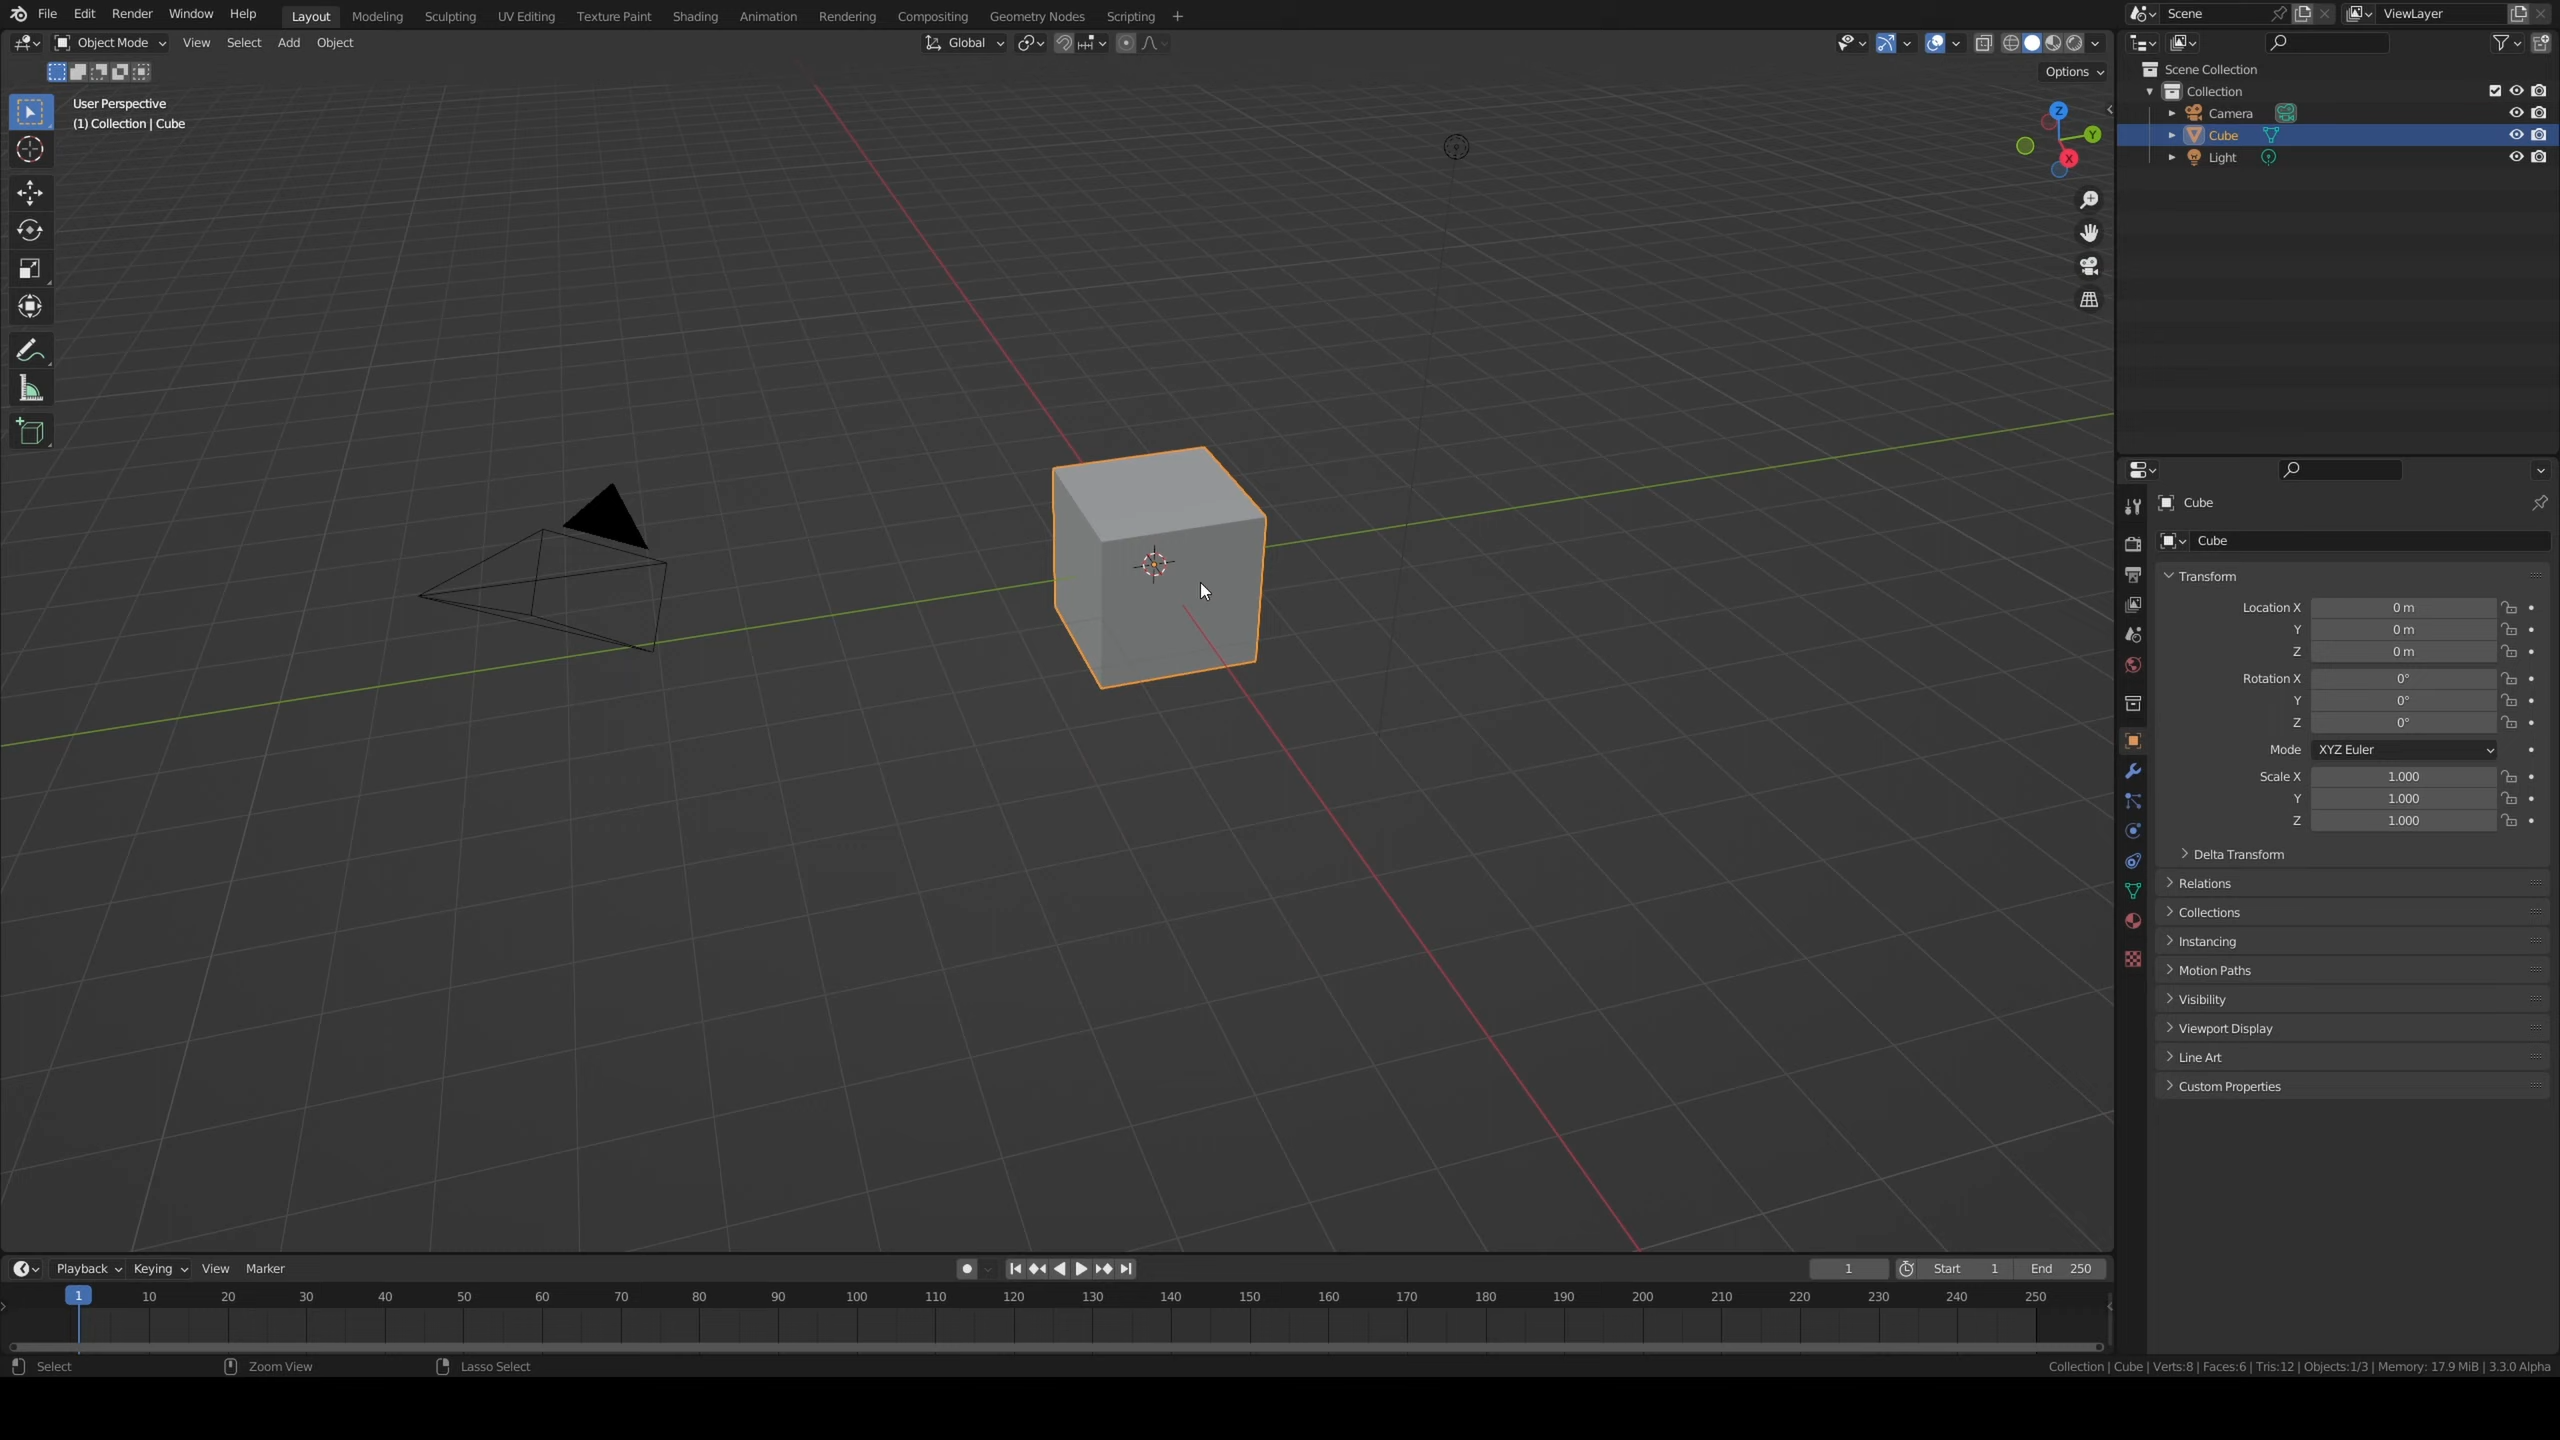 File Edit Render Window Help Layout Modeling Sculpting UV Editing Texture Paint Shading Animation Rendering Compositing Geometry Nodes Scripting + Scene ViewLayer
Object Mode View Select Add Object Global
Options
User Perspective
(1) Collection | Cube
Z
Y
X
Scene Collection
Collection
Camera
Cube
Light
Cube
Cube
Transform
Location X 0 m
Y 0 m
Z 0 m
Rotation X 0°
Y 0°
Z 0°
Mode XYZ Euler
Scale X 1.000
Y 1.000
Z 1.000
Delta Transform
Relations
Collections
Instancing
Motion Paths
Visibility
Viewport Display
Line Art
Custom Properties
Playback Keying View Marker 1 Start 1 End 250
1 10 20 30 40 50 60 70 80 90 100 110 120 130 140 150 160 170 180 190 200 210 220 230 240 250
Select Zoom View Lasso Select Collection | Cube | Verts:8 | Faces:6 | Tris:12 | Objects:1/3 | Memory: 17.9 MiB | 3.3.0 Alpha